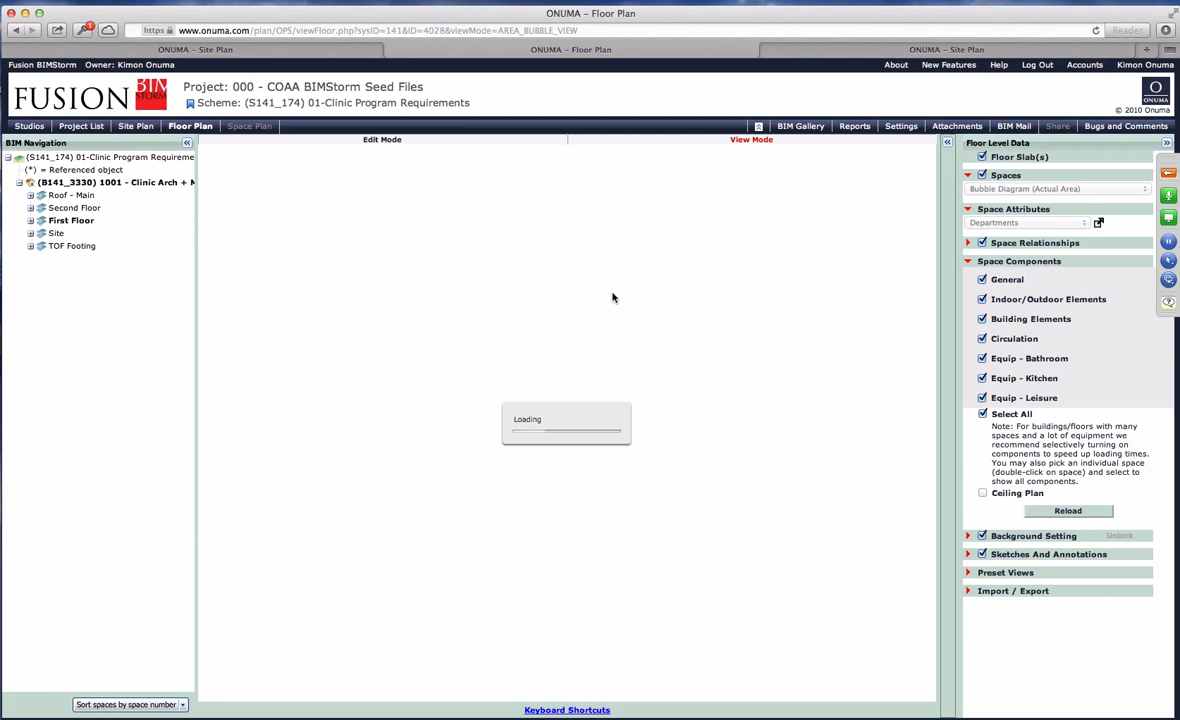 ONUMA – Floor Plan
https www.onuma.com/plan/OPS/viewFloor.php?sysID=141&ID=4028&viewMode=AREA_BUBBLE_VIEW
Reader
1
ONUMA – Site Plan
ONUMA – Floor Plan
ONUMA – Site Plan
Fusion BIMStorm Owner: Kimon Onuma
About New Features Help Log Out Accounts Kimon Onuma
FUSION BIM STORM
Project: 000 - COAA BIMStorm Seed Files
Scheme: (S141_174) 01-Clinic Program Requirements
ONUMA
© 2010 Onuma
Studios Project List Site Plan Floor Plan Space Plan
BIM Gallery Reports Settings Attachments BIM Mail Share Bugs and Comments
BIM Navigation
Edit Mode
View Mode
(S141_174) 01-Clinic Program Requireme
(*) = Referenced object
(B141_3330) 1001 - Clinic Arch + M
Roof - Main
Second Floor
First Floor
Site
TOF Footing
Sort spaces by space number
Loading
Keyboard Shortcuts
Floor Level Data
Floor Slab(s)
Spaces
Bubble Diagram (Actual Area)
Space Attributes
Departments
Space Relationships
Space Components
General
Indoor/Outdoor Elements
Building Elements
Circulation
Equip - Bathroom
Equip - Kitchen
Equip - Leisure
Select All
Note: For buildings/floors with many
spaces and a lot of equipment we
recommend selectively turning on
components to speed up loading times.
You may also pick an individual space
(double-click on space) and select to
show all components.
Ceiling Plan
Reload
Background Setting Unlock
Sketches And Annotations
Preset Views
Import / Export